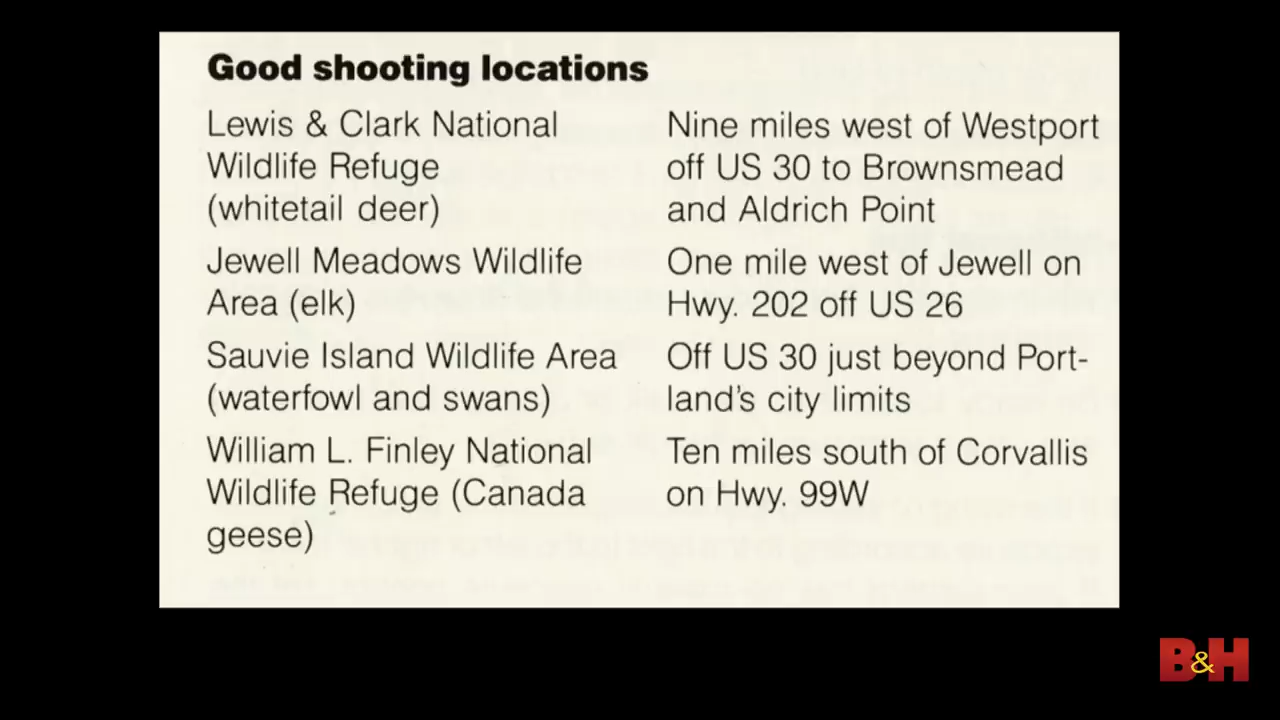 Good shooting locations
Lewis & Clark National
Wildlife Refuge
(whitetail deer)
Nine miles west of Westport
off US 30 to Brownsmead
and Aldrich Point
Jewell Meadows Wildlife
Area (elk)
One mile west of Jewell on
Hwy. 202 off US 26
Sauvie Island Wildlife Area
(waterfowl and swans)
Off US 30 just beyond Port-
land's city limits
William L. Finley National
Wildlife Refuge (Canada
geese)
Ten miles south of Corvallis
on Hwy. 99W
B&H